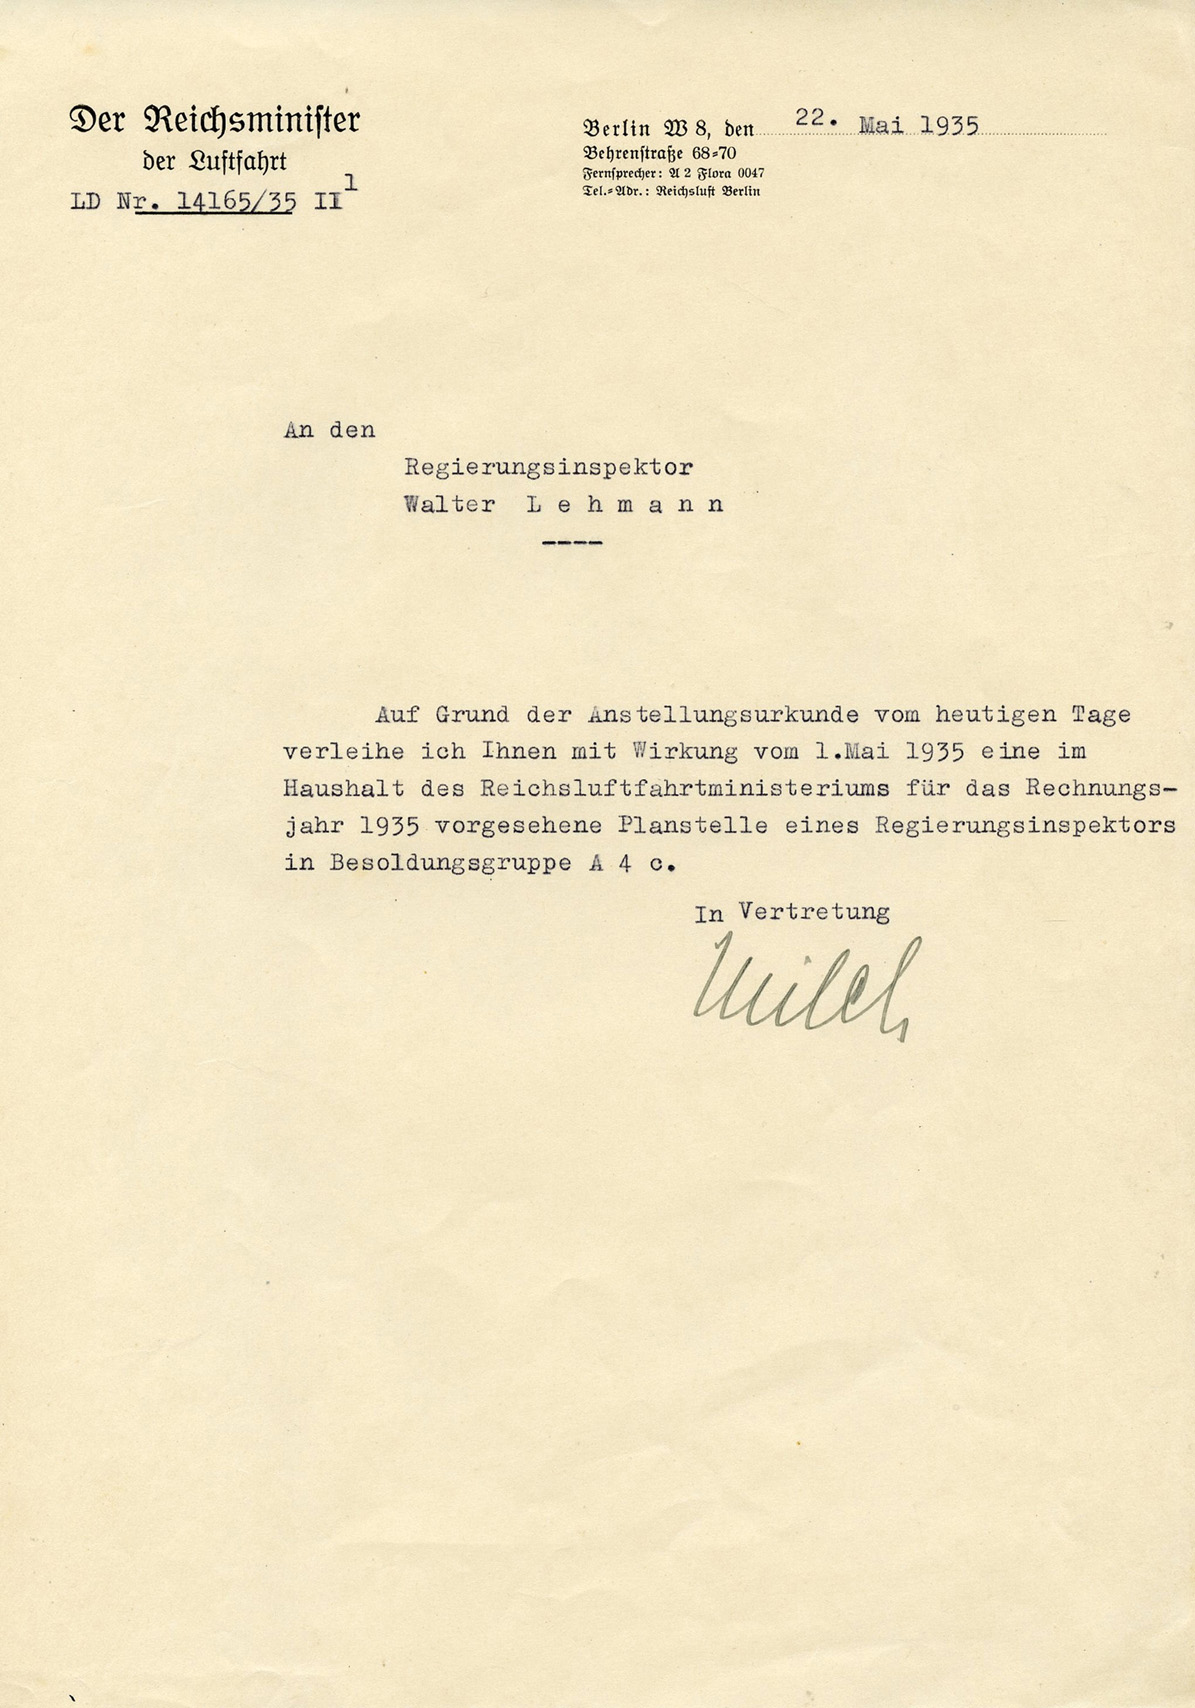 Der Reichsminister
der Luftfahrt
LD Nr. 14165/35 II 1
Berlin W 8, den 22. Mai 1935
Behrenstraße 68-70
Fernsprecher: A 2 Flora 0047
Tel.-Adr.: Reichsluft Berlin
An den
Regierungsinspektor
Walter L e h m a n n
----
Auf Grund der Anstellungsurkunde vom heutigen Tage
verleihe ich Ihnen mit Wirkung vom 1.Mai 1935 eine im
Haushalt des Reichsluftfahrtministeriums für das Rechnungs-
jahr 1935 vorgesehene Planstelle eines Regierungsinspektors
in Besoldungsgruppe A 4 c.
In Vertretung
Milch